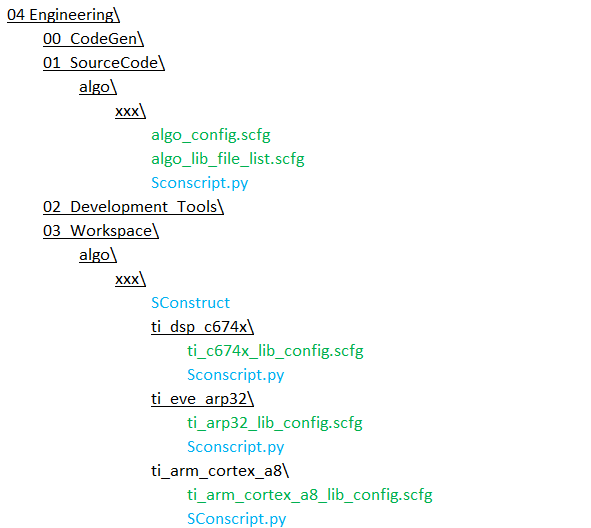 04 Engineering\
00_CodeGen\
01_SourceCode\
algo\
xxx\
algo_config.scfg
algo_lib_file_list.scfg
Sconscript.py
02_Development_Tools\
03_Workspace\
algo\
xxx\
SConstruct
ti_dsp_c674x\
ti_c674x_lib_config.scfg
Sconscript.py
ti_eve_arp32\
ti_arp32_lib_config.scfg
Sconscript.py
ti_arm_cortex_a8\
ti_arm_cortex_a8_lib_config.scfg
SConscript.py